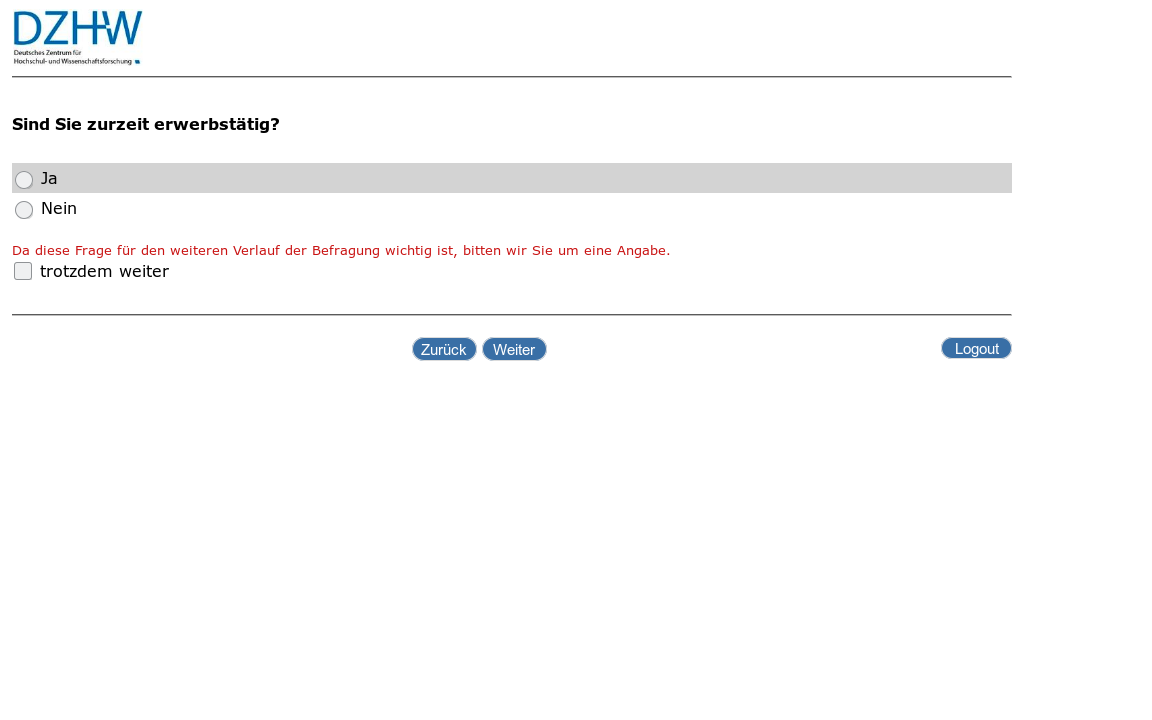 DZHW
Deutsches Zentrum für
Hochschul- und Wissenschaftsforschung
Sind Sie zurzeit erwerbstätig?
Ja
Nein
Da diese Frage für den weiteren Verlauf der Befragung wichtig ist, bitten wir Sie um eine Angabe.
trotzdem weiter
Zurück Weiter Logout